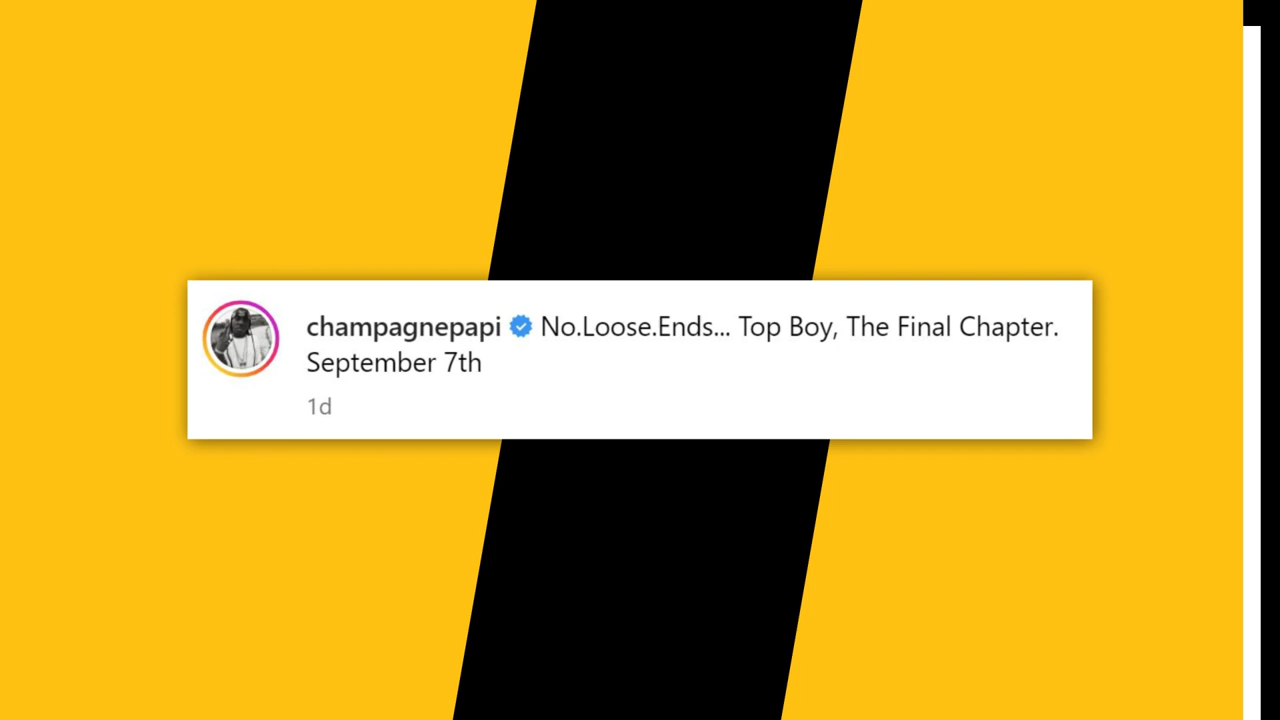 champagnepapi No.Loose.Ends... Top Boy, The Final Chapter.
September 7th
1d